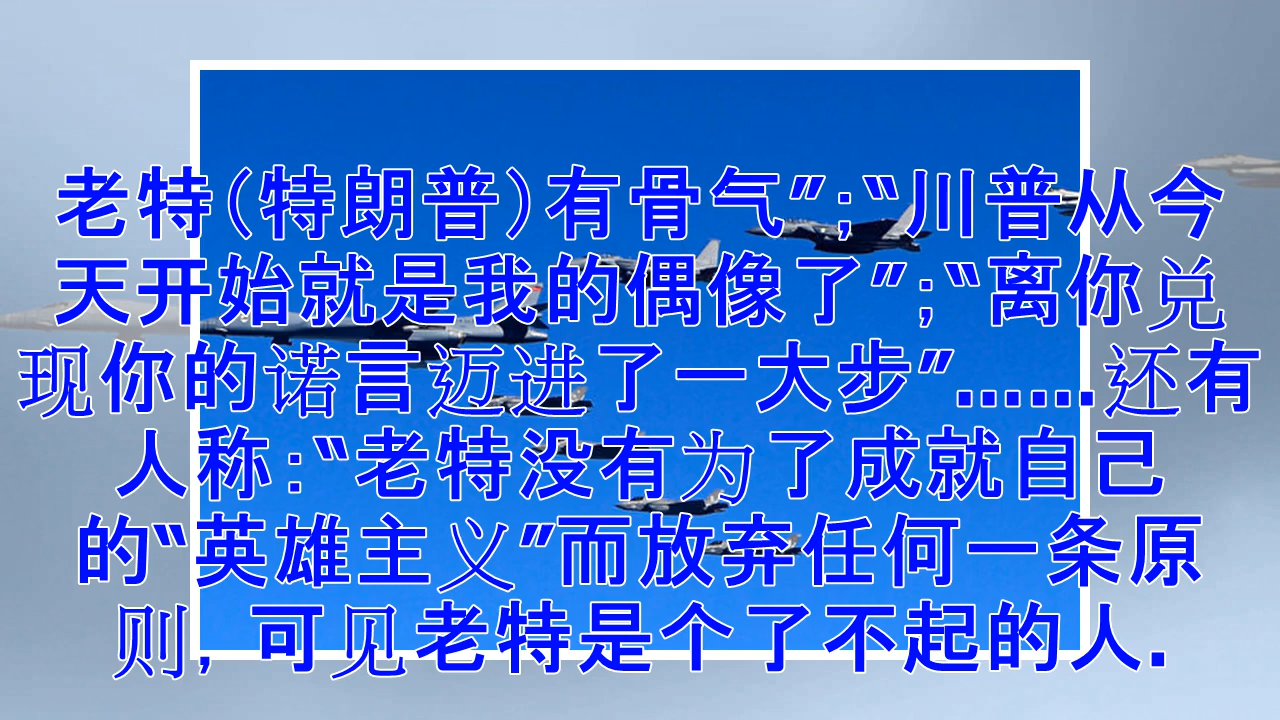 老特(特朗普)有骨气”;“川普从今
天开始就是我的偶像了”;“离你兑
现你的诺言迈进了一大步”……还有
人称:“老特没有为了成就自己
的“英雄主义”而放弃任何一条原
则,可见老特是个了不起的人.